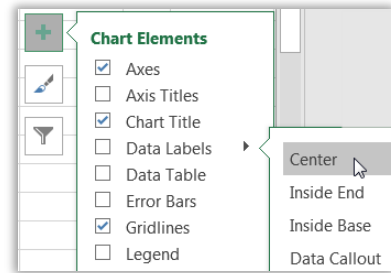 Chart Elements
Axes
Axis Titles
Chart Title
Data Labels
Data Table
Error Bars
Gridlines
Legend
Center
Inside End
Inside Base
Data Callout